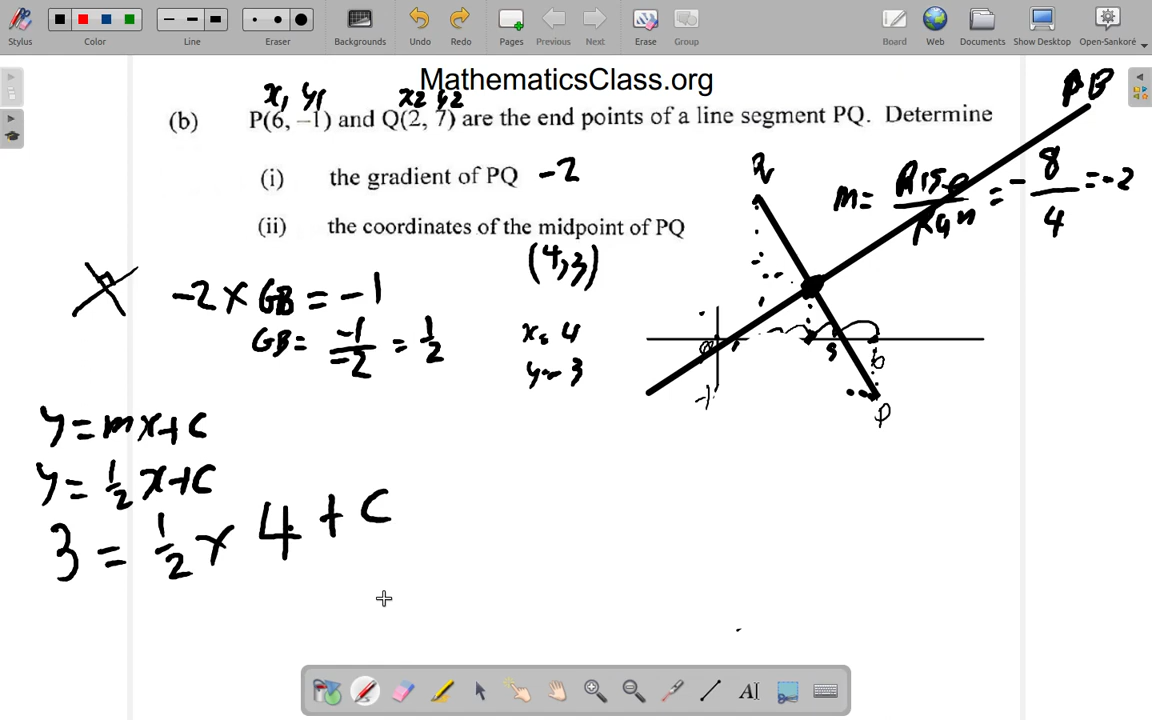 Stylus Color Line Eraser Backgrounds Undo Redo Pages Previous Next Erase Group Board Web Documents Show Desktop Open-Sankoré
MathematicsClass.org
x1 y1 x2 y2
(b) P(6, –1) and Q(2, 7) are the end points of a line segment PQ. Determine
(i) the gradient of PQ -2
(ii) the coordinates of the midpoint of PQ
(4,3)
m= Rise/Run = -8/4 =-2
-2 x GB = -1
GB = -1/-2 = 1/2
x= 4
y= 3
y = mx+c
y = 1/2 x+c
3 = 1/2 x 4 + c
Q
6
-1
P